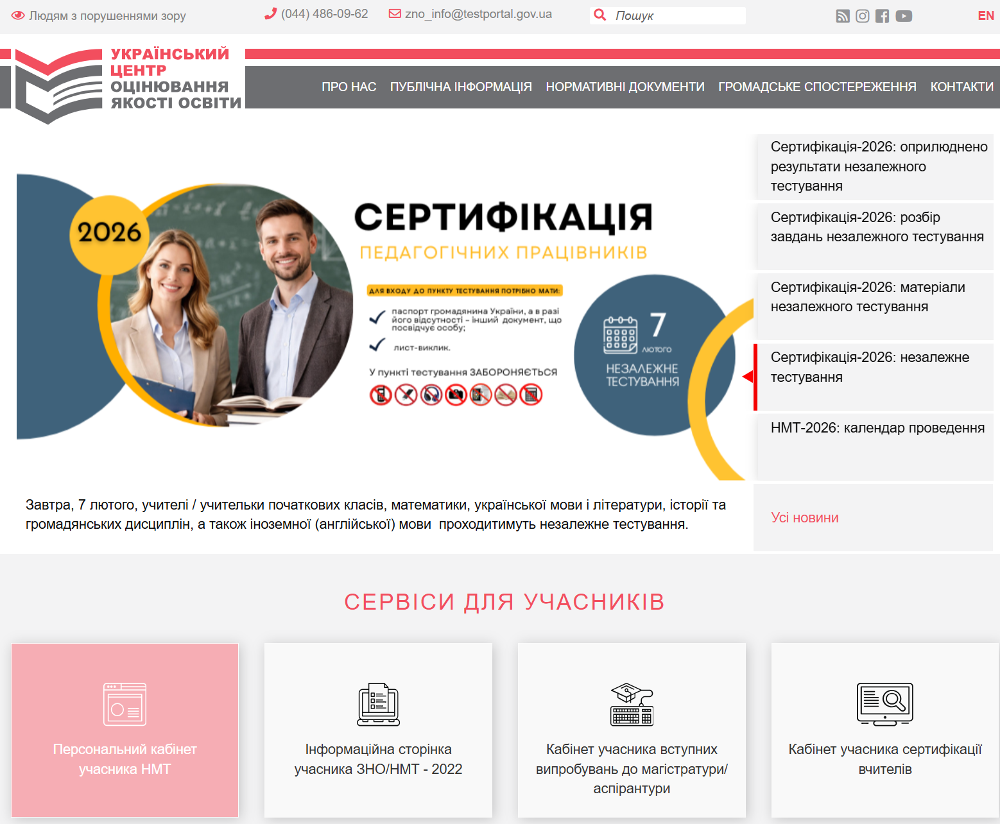 Людям з порушеннями зору
(044) 486-09-62
zno_info@testportal.gov.ua
Пошук
EN
УКРАЇНСЬКИЙ
ЦЕНТР
ОЦІНЮВАННЯ
ЯКОСТІ ОСВІТИ
ПРО НАС
ПУБЛІЧНА ІНФОРМАЦІЯ
НОРМАТИВНІ ДОКУМЕНТИ
ГРОМАДСЬКЕ СПОСТЕРЕЖЕННЯ
КОНТАКТИ
2026
СЕРТИФІКАЦІЯ
ПЕДАГОГІЧНИХ ПРАЦІВНИКІВ
ДЛЯ ВХОДУ ДО ПУНКТУ ТЕСТУВАННЯ ПОТРІБНО МАТИ:
паспорт громадянина України, а в разі
його відсутності – інший документ, що
посвідчує особу;
лист-виклик.
У пункті тестування ЗАБОРОНЯЄТЬСЯ
7
ЛЮТОГО
НЕЗАЛЕЖНЕ
ТЕСТУВАННЯ
Завтра, 7 лютого, учителі / учительки початкових класів, математики, української мови і літератури, історії та
громадянських дисциплін, а також іноземної (англійської) мови  проходитимуть незалежне тестування.
Сертифікація-2026: оприлюднено
результати незалежного
тестування
Сертифікація-2026: розбір
завдань незалежного тестування
Сертифікація-2026: матеріали
незалежного тестування
Сертифікація-2026: незалежне
тестування
НМТ-2026: календар проведення
Усі новини
СЕРВІСИ ДЛЯ УЧАСНИКІВ
Персональний кабінет
учасника НМТ
Інформаційна сторінка
учасника ЗНО/НМТ - 2022
Кабінет учасника вступних
випробувань до магістратури/
аспірантури
Кабінет учасника сертифікації
вчителів